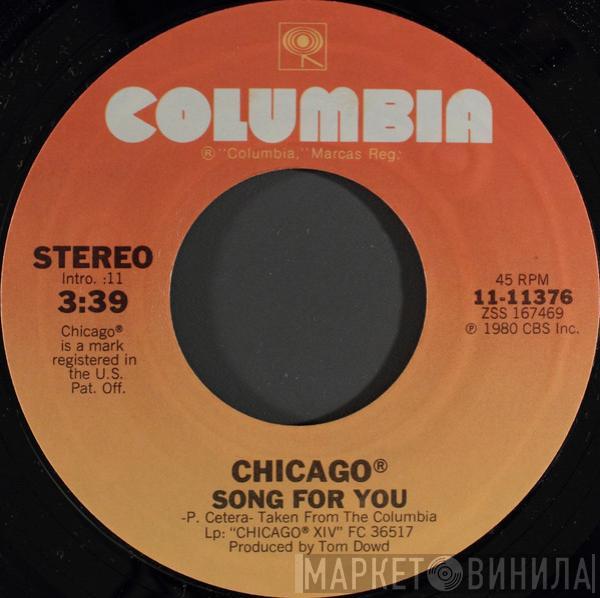 COLUMBIA
® "Columbia," Marcas Reg.
STEREO
Intro. :11
3:39
Chicago®
is a mark
registered in
the U.S.
Pat. Off.
45 RPM
11-11376
ZSS 167469
℗ 1980 CBS Inc.
CHICAGO®
SONG FOR YOU
-P. Cetera- Taken From The Columbia
Lp: "CHICAGO® XIV" FC 36517
Produced by Tom Dowd
МАРКЕТ ВИНИЛА